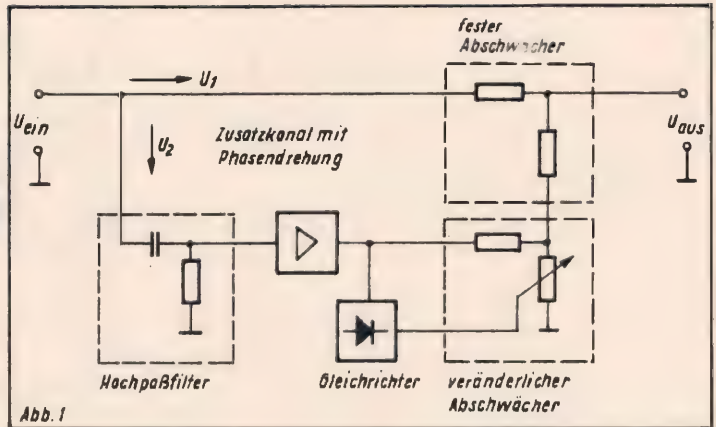 fester
Abschwächer
U1
Uein
U2
Zusatzkanal mit
Phasendrehung
Uaus
Hochpaßfilter
Gleichrichter
veränderlicher
Abschwächer
Abb.1